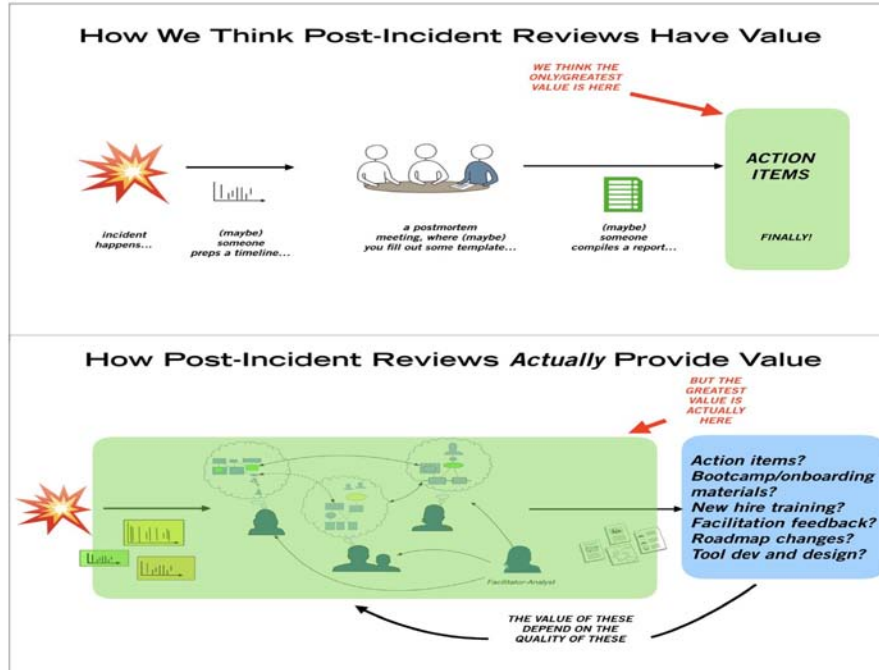 How We Think Post-Incident Reviews Have Value
WE THINK THE
ONLY/GREATEST
VALUE IS HERE
incident
happens...
(maybe)
someone
preps a timeline...
a postmortem
meeting, where (maybe)
you fill out some template...
(maybe)
someone
compiles a report...
ACTION
ITEMS
FINALLY!
How Post-Incident Reviews Actually Provide Value
BUT THE
GREATEST
VALUE IS
ACTUALLY
HERE
Facilitator-Analyst
Action items?
Bootcamp/onboarding
materials?
New hire training?
Facilitation feedback?
Roadmap changes?
Tool dev and design?
THE VALUE OF THESE
DEPEND ON THE
QUALITY OF THESE